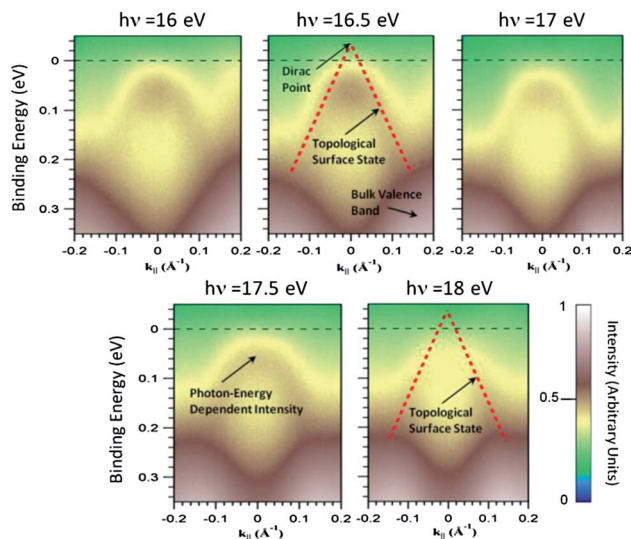 hν =16 eV
hν =16.5 eV
hν =17 eV
Binding Energy (eV)
0
0.1
0.2
0.3
Dirac
Point
Topological
Surface State
Bulk Valence
Band
-0.2 -0.1 0 0.1 0.2
-0.2 -0.1 0 0.1 0.2
-0.2 -0.1 0 0.1 0.2
k|| (Å⁻¹)
k|| (Å⁻¹)
k|| (Å⁻¹)
hν =17.5 eV
hν =18 eV
Binding Energy (eV)
0
0.1
0.2
0.3
Photon-Energy
Dependent Intensity
Topological
Surface State
1
0.5
0
Intensity (Arbitrary Units)
-0.2 -0.1 0 0.1 0.2
-0.2 -0.1 0 0.1 0.2
k|| (Å⁻¹)
k|| (Å⁻¹)